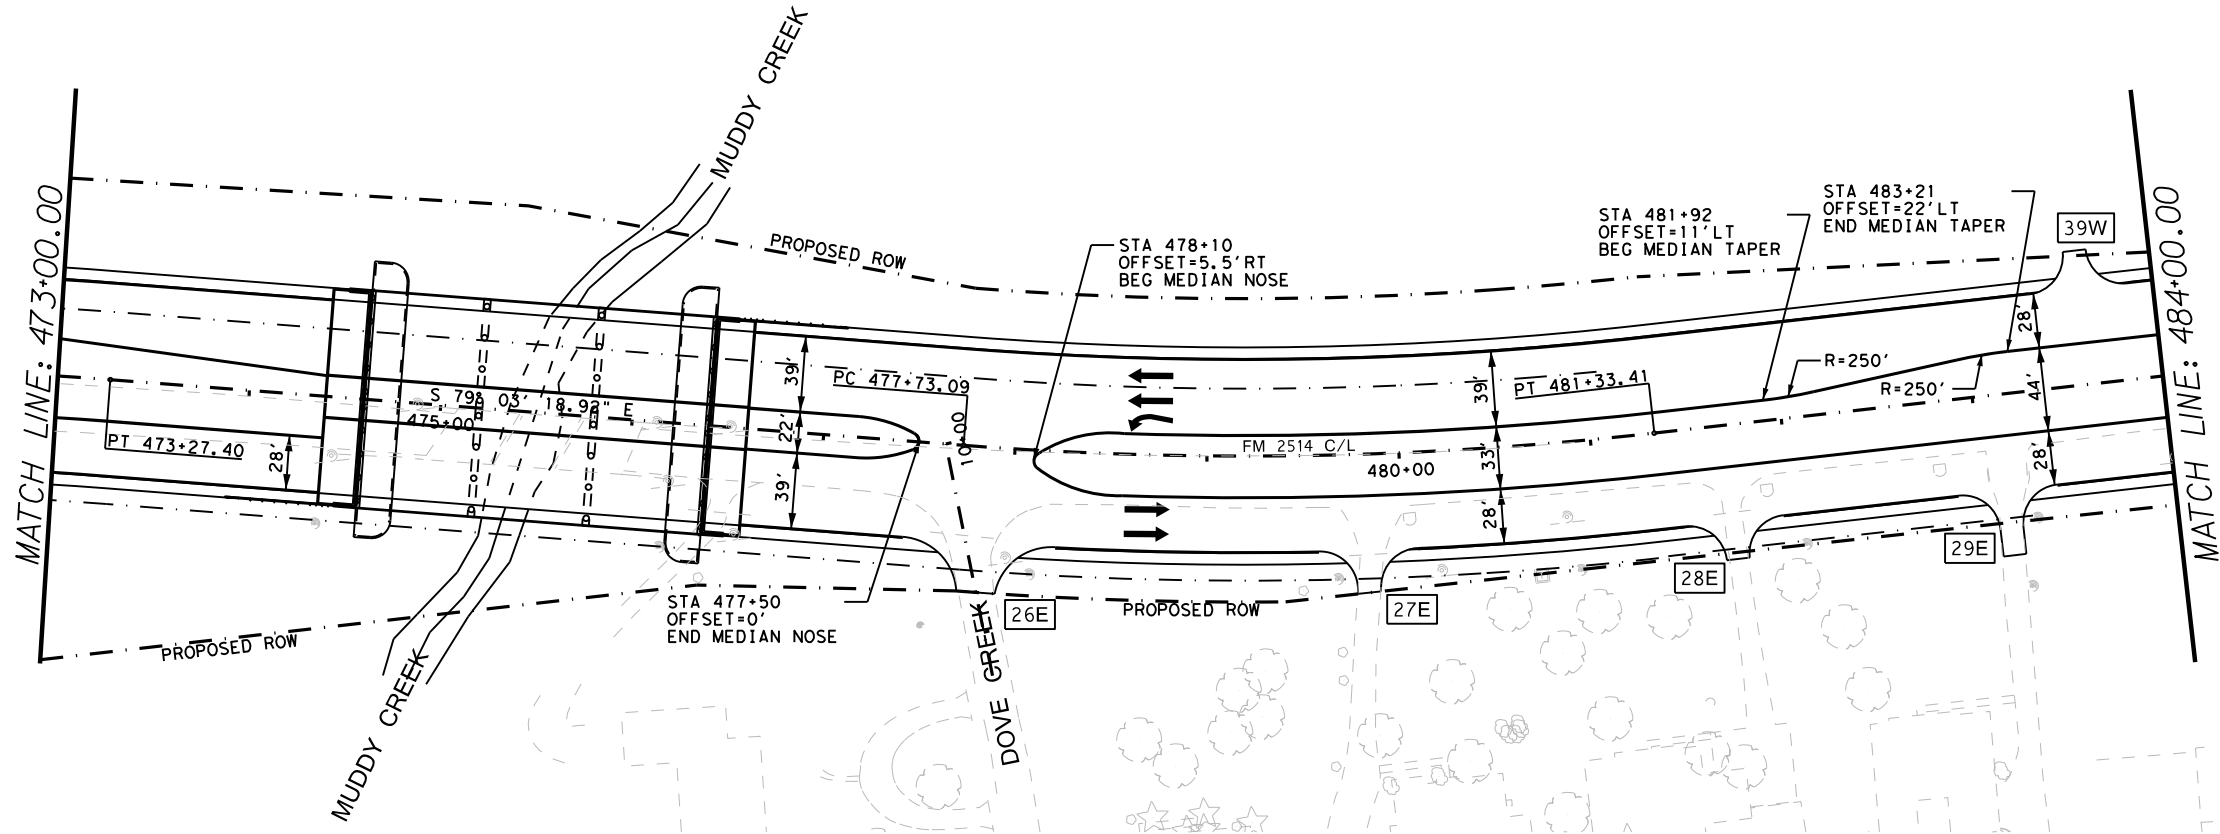 MUDDY CREEK
MATCH LINE: 473+00.00
PROPOSED ROW
STA 478+10
OFFSET=5.5'RT
BEG MEDIAN NOSE
STA 481+92
OFFSET=11'LT
BEG MEDIAN TAPER
STA 483+21
OFFSET=22'LT
END MEDIAN TAPER
39W
MATCH LINE: 484+00.00
28'
39'
PC 477+73.09
39'
PT 481+33.41
R=250'
R=250'
44'
S 79° 03' 18.92" E
475+00
22'
10+00
FM 2514 C/L
480+00
33'
PT 473+27.40
28'
39'
28'
28'
29E
28E
27E
26E
STA 477+50
OFFSET=0'
END MEDIAN NOSE
PROPOSED ROW
PROPOSED ROW
DOVE CREEK
MUDDY CREEK